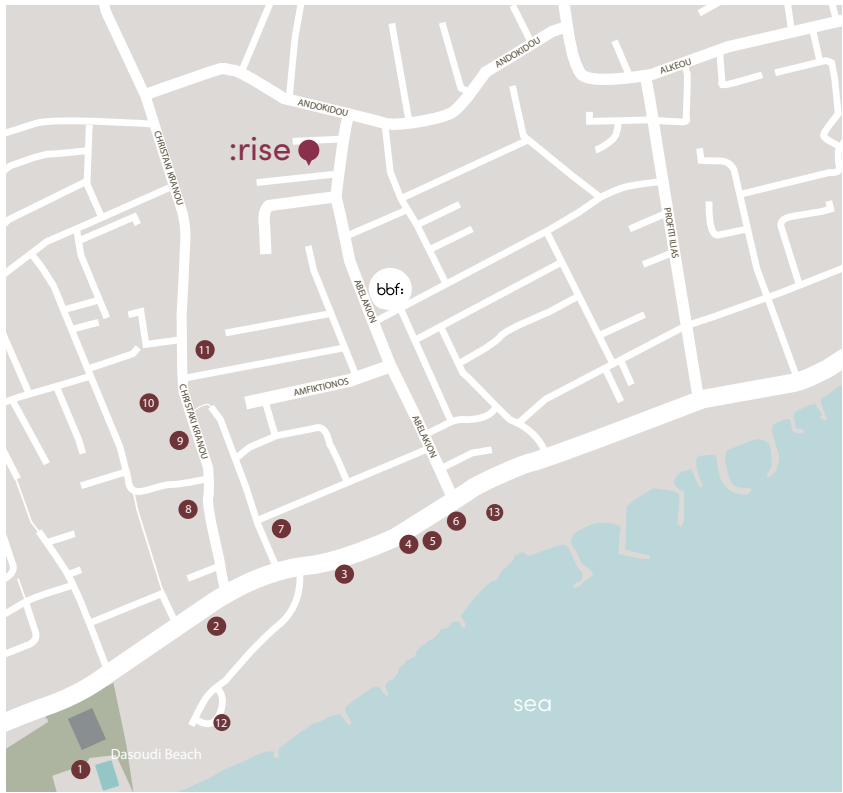 ANDOKIDOU
ALKEOU
ANDOKIDOU
CHRISTAKI KRANOU
:rise
PROFITI ILIAS
bbf:
ABELAKION
11
AMFIKTIONOS
10
CHRISTAKI KRANOU
ABELAKION
9
8
13
6
7
5
4
3
2
sea
12
Dasoudi Beach
1